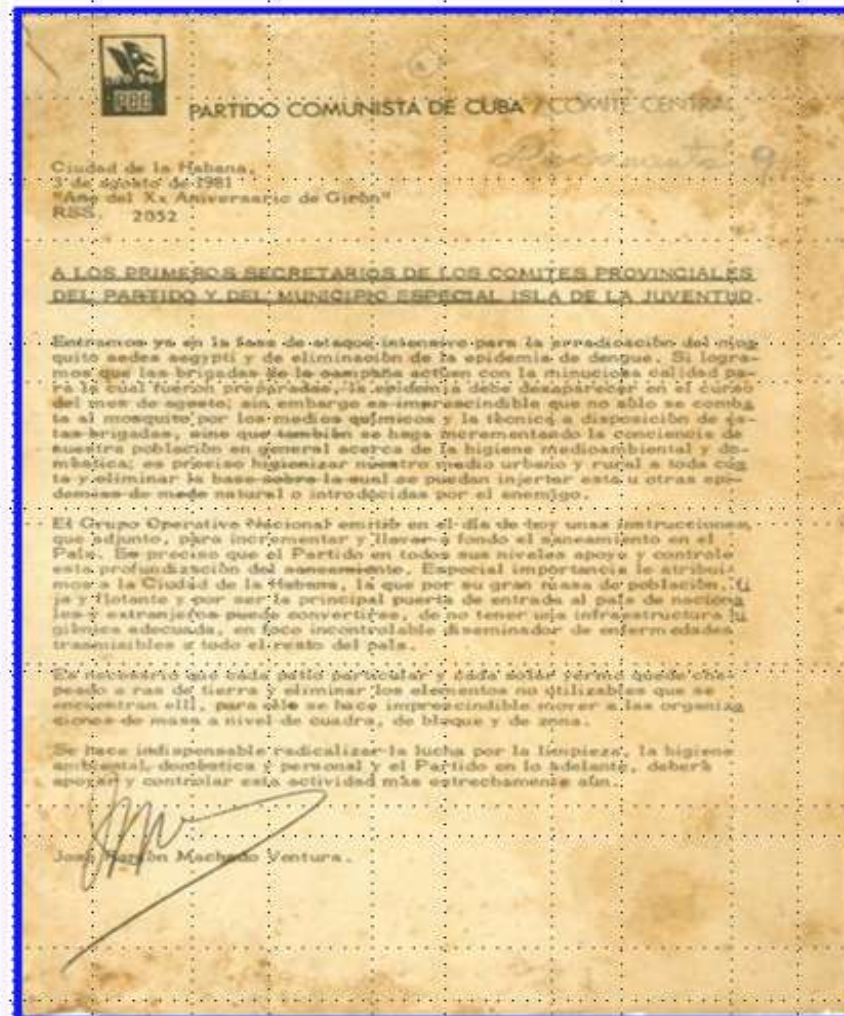 PCC
PARTIDO COMUNISTA DE CUBA / COMITE CENTRAL
Documento 9
Ciudad de la Habana,
3 de agosto de 1981
"Año del Xx Aniversario de Girón"
RSS. 2052
A LOS PRIMEROS SECRETARIOS DE LOS COMITES PROVINCIALES
DEL PARTIDO Y DEL MUNICIPIO ESPECIAL ISLA DE LA JUVENTUD.
Entramos ya en la fase de ataque intensivo para la erradicación del mos
quito aedes aegypti y de eliminación de la epidemia de dengue. Si logra-
mos que las brigadas de la campaña actúen con la minuciosa calidad pa-
ra la cual fueron preparadas, la epidemia debe desaparecer en el curso
del mes de agosto; sin embargo es imprescindible que no sólo se comba
ta al mosquito por los medios químicos y la técnica a disposición de és-
tas brigadas, sino que también se haga incrementando la conciencia de
nuestra población en general acerca de la higiene medioambiental y do-
méstica; es preciso higienizar nuestro medio urbano y rural a toda cos
ta y eliminar la base sobre la cual se puedan injertar esta u otras epi-
demias de modo natural o introducidas por el enemigo.
El Grupo Operativo Nacional emitió en el día de hoy unas instrucciones,
que adjunto, para incrementar y llevar a fondo el saneamiento en el
País. Es preciso que el Partido en todos sus niveles apoye y controle
esta profundización del saneamiento. Especial importancia le atribui-
mos a la Ciudad de la Habana, la que por su gran masa de población, fi
ja y flotante y por ser la principal puerta de entrada al país de naciona
les y extranjeros puede convertirse, de no tener una infraestructura hi
giénica adecuada, en foco incontrolable diseminador de enfermedades
trasmisibles a todo el resto del país.
Es necesario que cada patio particular y cada solar yermo quede cha-
peado a ras de tierra y eliminar los elementos no utilizables que se
encuentran allí, para ello se hace imprescindible mover a las organiza
ciones de masa a nivel de cuadra, de bloque y de zona.
Se hace indispensable radicalizar la lucha por la limpieza, la higiene
ambiental, doméstica y personal y el Partido en lo adelante, deberá
apoyar y controlar esta actividad más estrechamente aún.
José Ramón Machado Ventura.